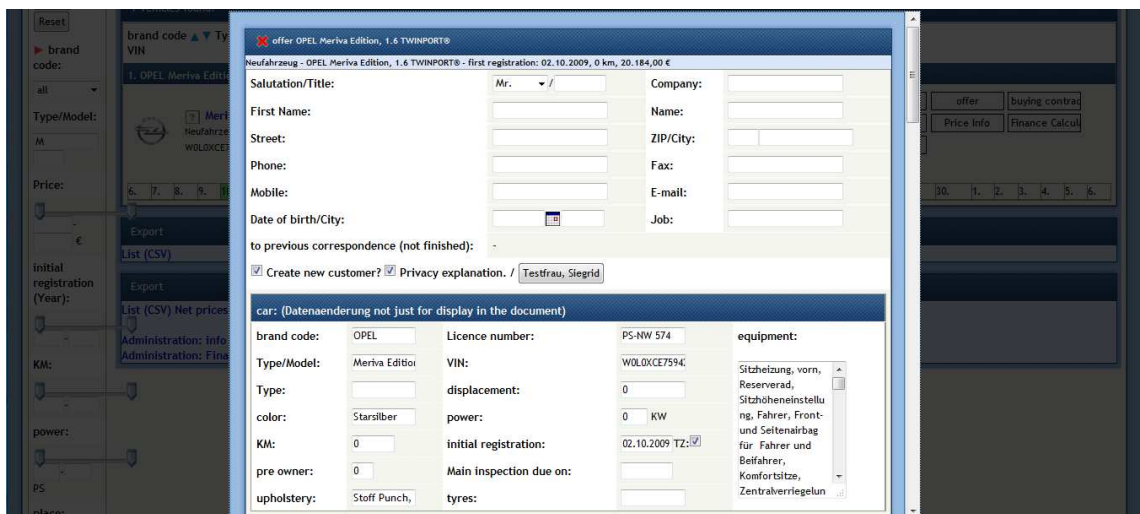 Reset
brand code:
all
Type/Model:
M
Price:
-
€
initial registration (Year):
-
KM:
-
power:
-
PS
place:
brand code Ty
VIN
1. OPEL Meriva Editi
? Meri
Neufahrze
W0L0XCE7
6. 7. 8. 9.
Export
List (CSV)
Export
List (CSV) Net prices
Administration: info
Administration: Fina
offer buying contrac
Price Info Finance Calcul
30. 1. 2. 3. 4. 5. 6.
offer OPEL Meriva Edition, 1.6 TWINPORT®
Neufahrzeug - OPEL Meriva Edition, 1.6 TWINPORT® - first registration: 02.10.2009, 0 km, 20.184,00 €
Salutation/Title: Mr. / Company:
First Name: Name:
Street: ZIP/City:
Phone: Fax:
Mobile: E-mail:
Date of birth/City: Job:
to previous correspondence (not finished): -
Create new customer? Privacy explanation. / Testfrau, Siegrid
car: (Datenaenderung not just for display in the document)
brand code: OPEL Licence number: PS-NW 574 equipment:
Type/Model: Meriva Edition VIN: W0L0XCE7594
Type: displacement: 0
color: Starsilber power: 0 KW
KM: 0 initial registration: 02.10.2009 TZ:
pre owner: 0 Main inspection due on:
upholstery: Stoff Punch, tyres:
Sitzheizung, vorn,
Reserverad,
Sitzhöheneinstellu
ng, Fahrer, Front-
und Seitenairbag
für Fahrer und
Beifahrer,
Komfortsitze,
Zentralverriegelun